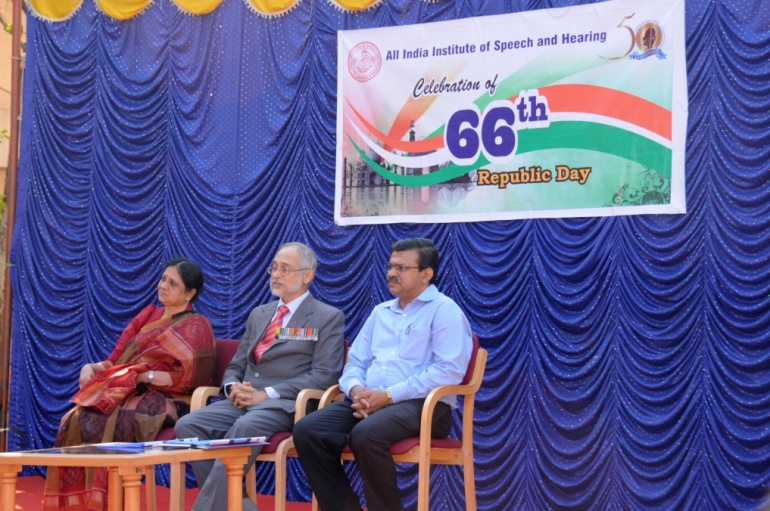 All India Institute of Speech and Hearing
50
Celebration of
66th
Republic Day